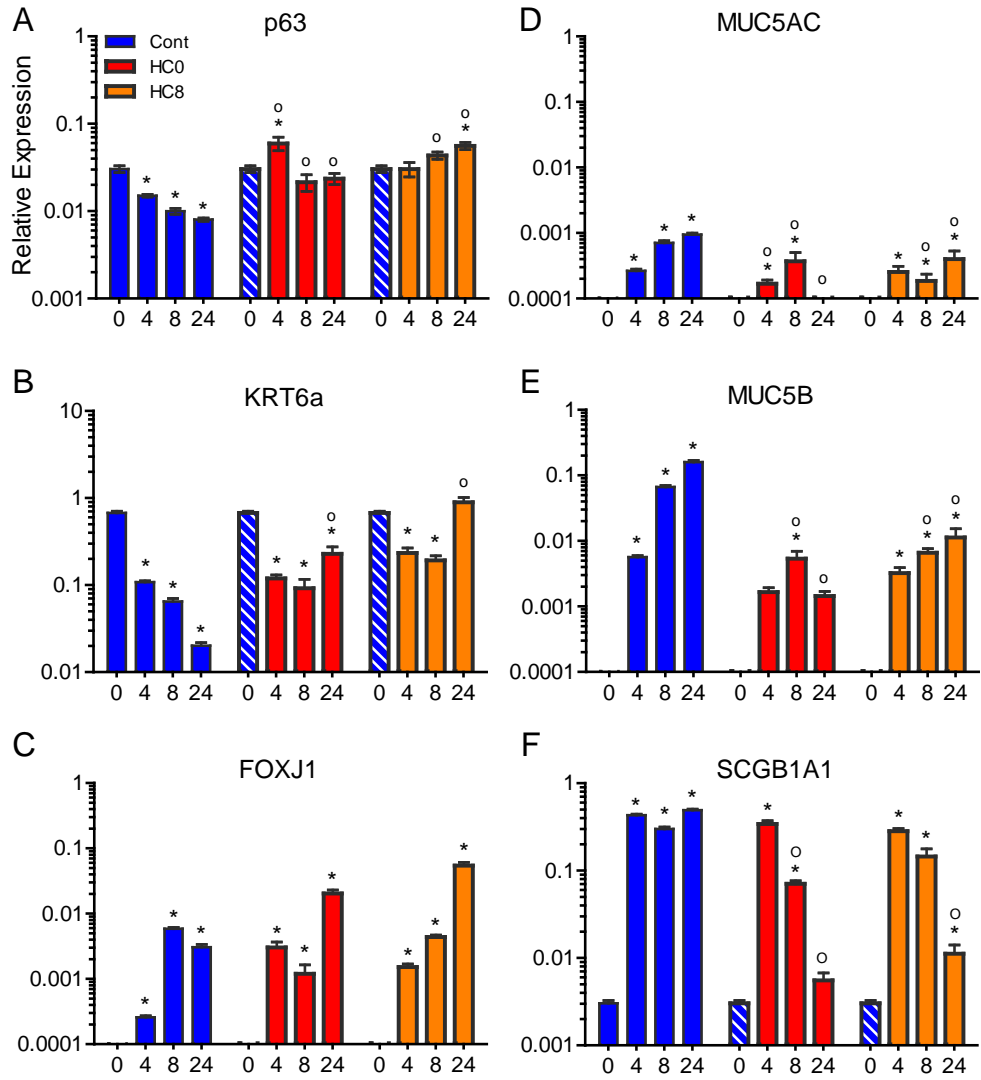 A
p63
Cont
HC0
HC8
Relative Expression
1
0.1
0.01
0.001
o
* * * * o o o o *
0 4 8 24 0 4 8 24 0 4 8 24
B
KRT6a
10
1
0.1
0.01
o o
* * * * * * * *
0 4 8 24 0 4 8 24 0 4 8 24
C
FOXJ1
1
0.1
0.01
0.001
0.0001
* * * * * * * * *
0 4 8 24 0 4 8 24 0 4 8 24
D
MUC5AC
1
0.1
0.01
0.001
0.0001
o o o o o
* * * * * * * *
0 4 8 24 0 4 8 24 0 4 8 24
E
MUC5B
1
0.1
0.01
0.001
0.0001
o o o o
* * * * * * *
0 4 8 24 0 4 8 24 0 4 8 24
F
SCGB1A1
1
0.1
0.01
0.001
O O O
* * * * * * * *
0 4 8 24 0 4 8 24 0 4 8 24